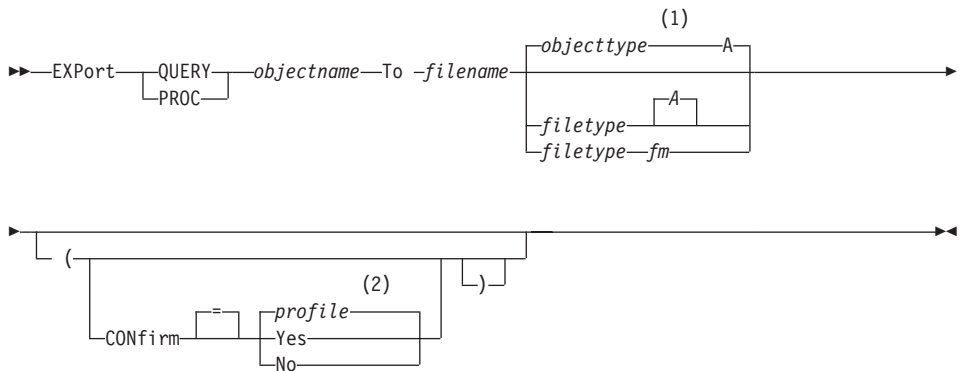 (1)
objecttype A
EXPort QUERY objectname To filename
PROC
filetype A
filetype fm
(
)
(2)
CONfirm = profile
Yes
No